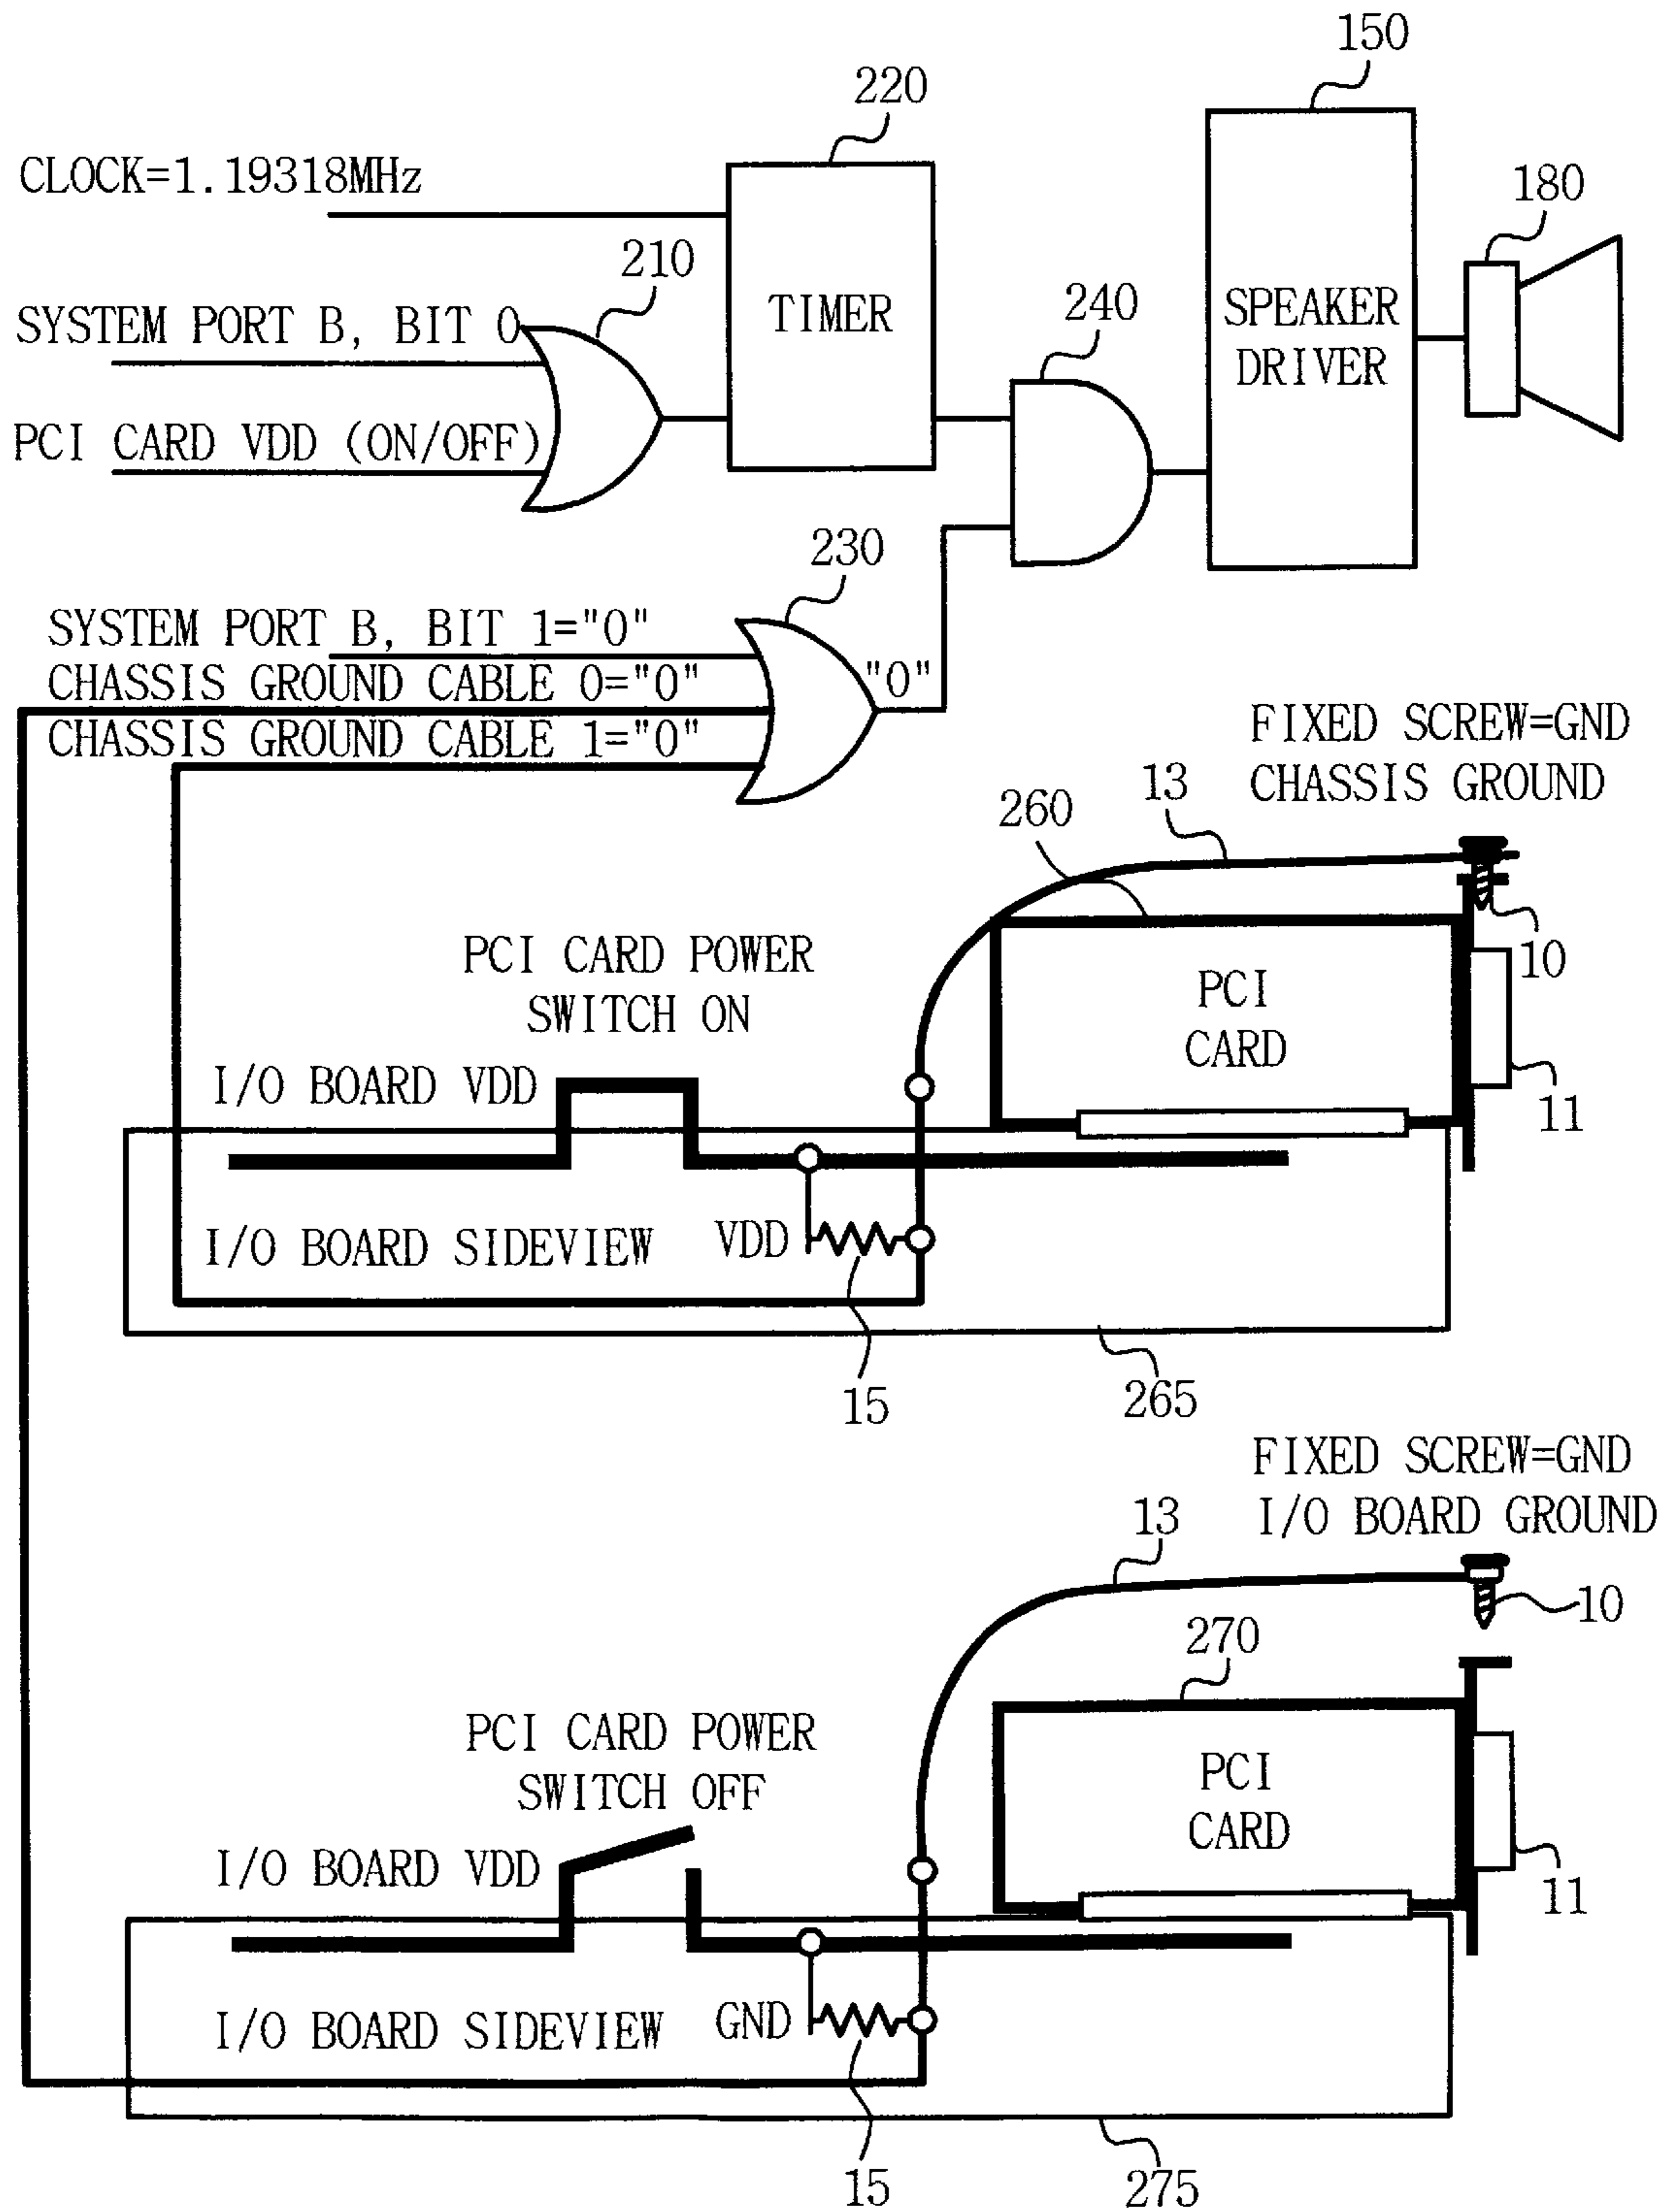 150
220
CLOCK=1.19318MHz
180
210
240
SYSTEM PORT B, BIT 0
TIMER
SPEAKER
DRIVER
PCI CARD VDD (ON/OFF)
230
SYSTEM PORT B, BIT 1="0"
CHASSIS GROUND CABLE 0="0"
"0"
CHASSIS GROUND CABLE 1="0"
FIXED SCREW=GND
CHASSIS GROUND
13
260
10
PCI CARD POWER
SWITCH ON
PCI
CARD
I/O BOARD VDD
11
I/O BOARD SIDEVIEW
VDD
15
265
FIXED SCREW=GND
I/O BOARD GROUND
13
10
270
PCI CARD POWER
SWITCH OFF
PCI
CARD
I/O BOARD VDD
11
I/O BOARD SIDEVIEW
GND
15
275